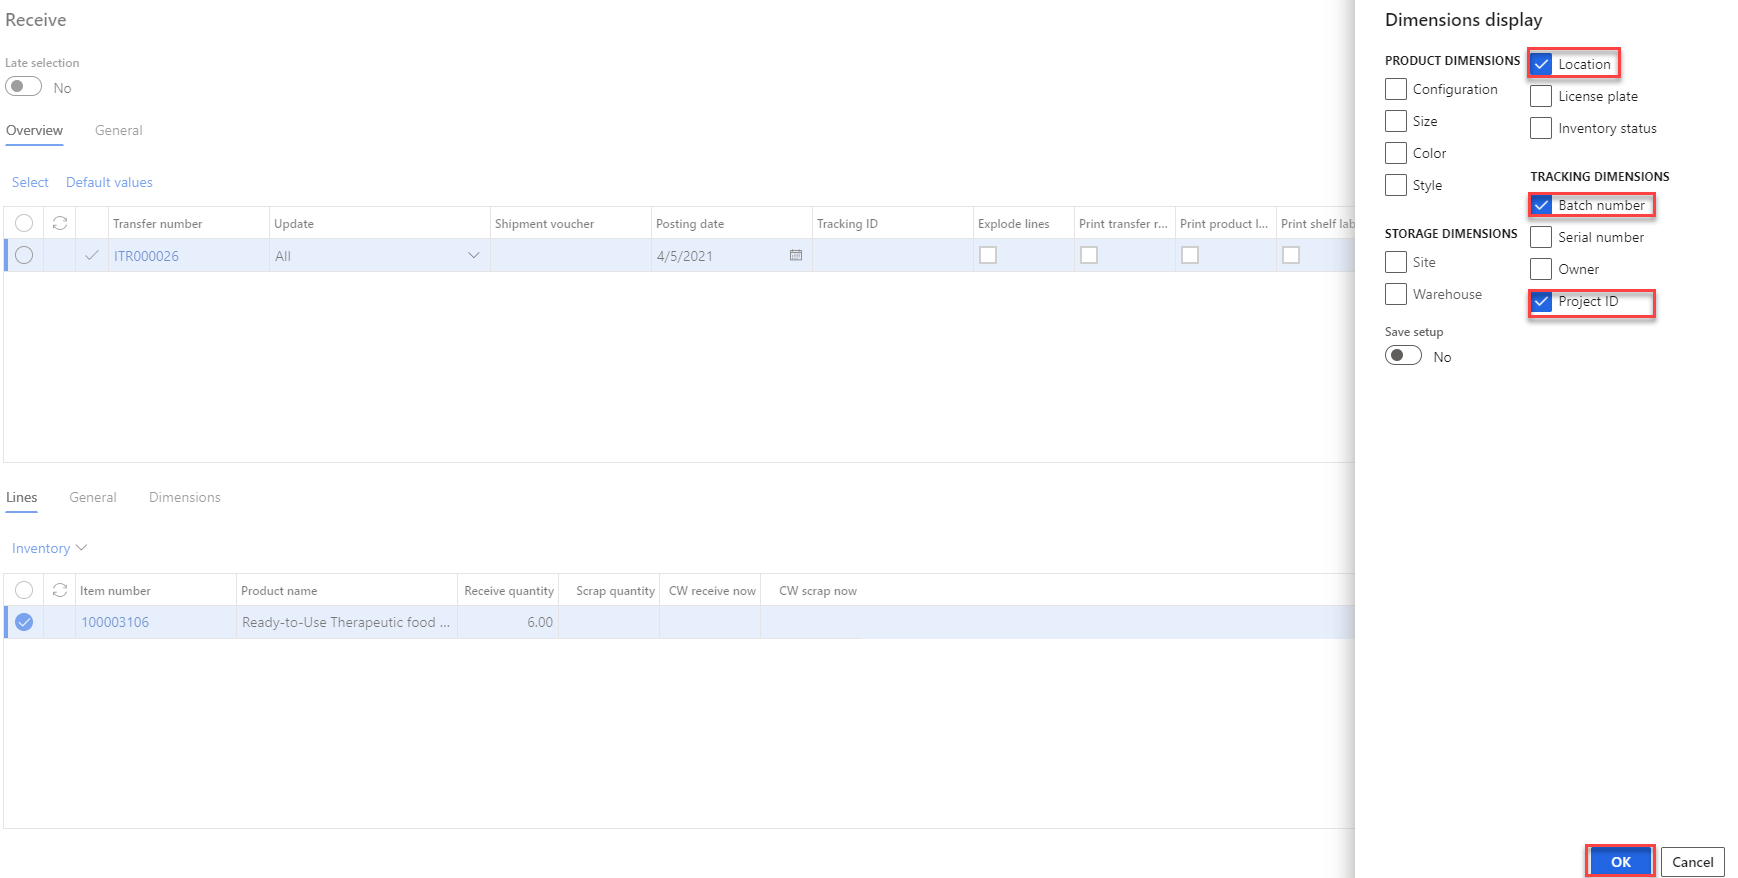 Receive
Late selection
No
Overview General
Select Default values
Transfer number Update Shipment voucher Posting date Tracking ID Explode lines Print transfer r... Print product l... Print shelf lab
ITR000026 All 4/5/2021
Lines General Dimensions
Inventory
Item number Product name Receive quantity Scrap quantity CW receive now CW scrap now
100003106 Ready-to-Use Therapeutic food ... 6.00
Dimensions display
PRODUCT DIMENSIONS
Configuration
Size
Color
Style
STORAGE DIMENSIONS
Site
Warehouse
Save setup
No
Location
License plate
Inventory status
TRACKING DIMENSIONS
Batch number
Serial number
Owner
Project ID
OK Cancel